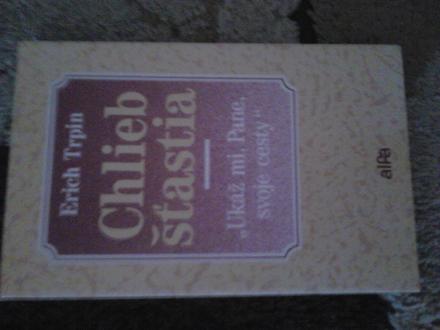 Erich Trpin
Chlieb
šťastia
„Ukáž mi, Pane,
svoje cesty“
alfa